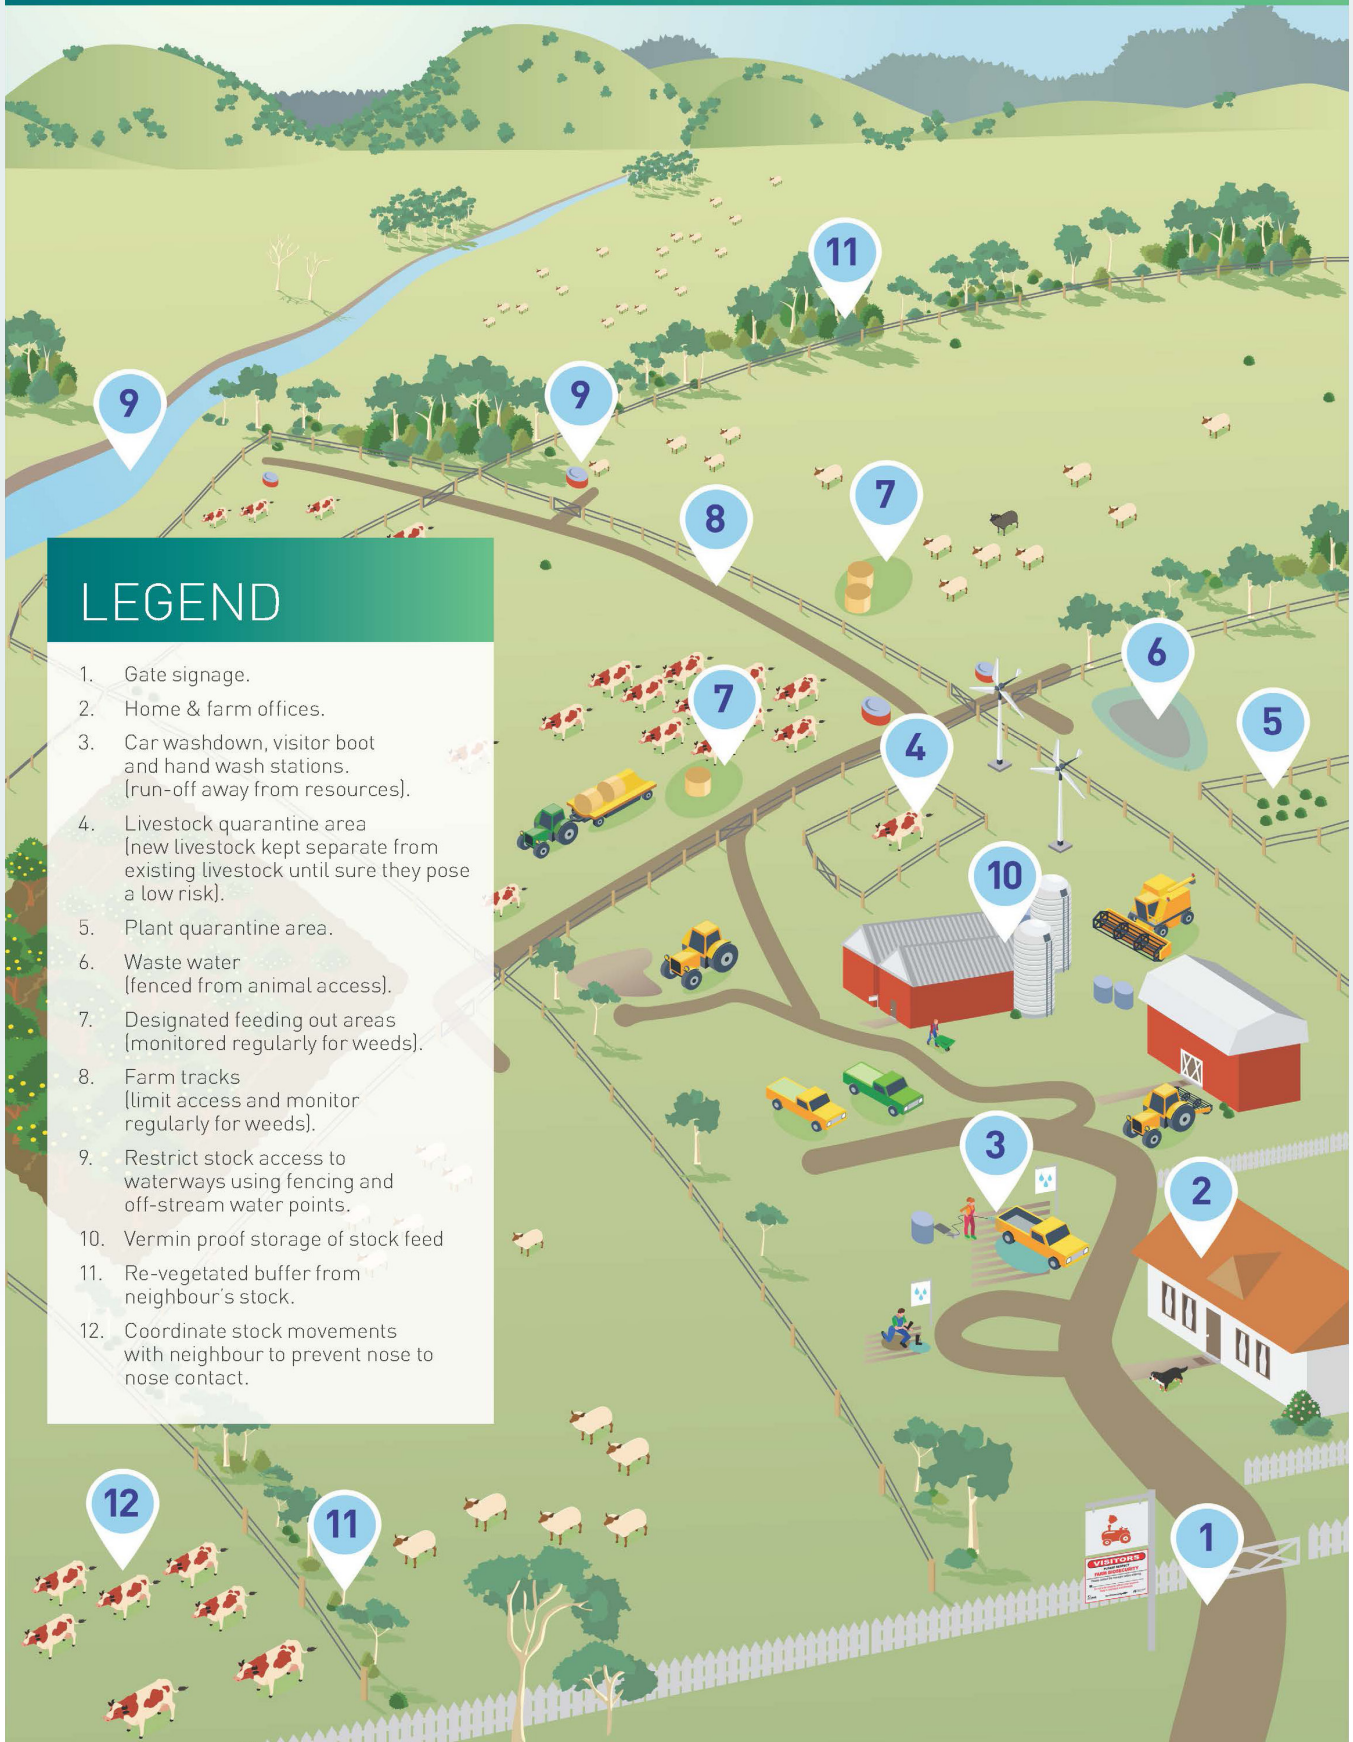 11
9
9
7
8
6
7
5
4
10
3
2
12
11
1
LEGEND
1. Gate signage.
2. Home & farm offices.
3. Car washdown, visitor boot
and hand wash stations.
(run-off away from resources).
4. Livestock quarantine area
(new livestock kept separate from
existing livestock until sure they pose
a low risk).
5. Plant quarantine area.
6. Waste water
(fenced from animal access).
7. Designated feeding out areas
(monitored regularly for weeds).
8. Farm tracks
(limit access and monitor
regularly for weeds).
9. Restrict stock access to
waterways using fencing and
off-stream water points.
10. Vermin proof storage of stock feed
11. Re-vegetated buffer from
neighbour's stock.
12. Coordinate stock movements
with neighbour to prevent nose to
nose contact.
VISITORS
FARM BIOSECURITY